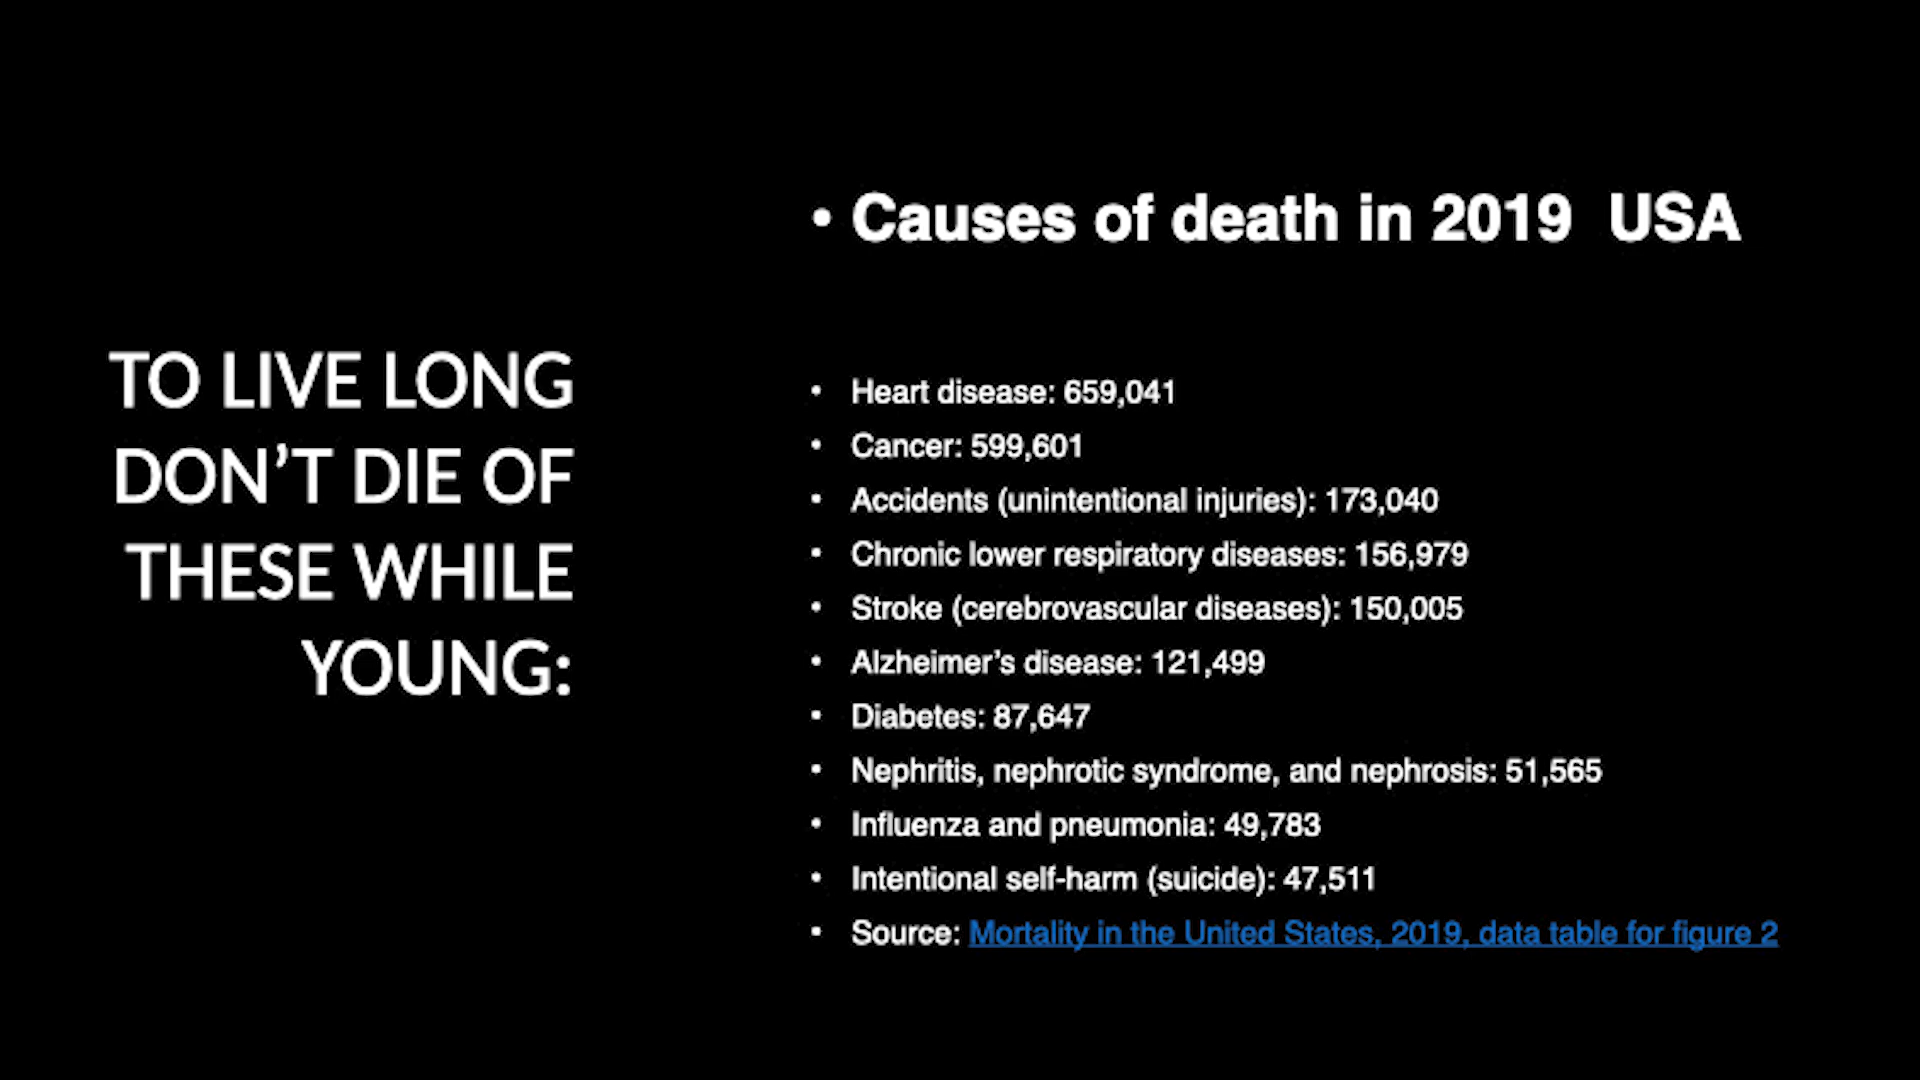 TO LIVE LONG
DON’T DIE OF
THESE WHILE
YOUNG:
• Causes of death in 2019  USA
• Heart disease: 659,041
• Cancer: 599,601
• Accidents (unintentional injuries): 173,040
• Chronic lower respiratory diseases: 156,979
• Stroke (cerebrovascular diseases): 150,005
• Alzheimer’s disease: 121,499
• Diabetes: 87,647
• Nephritis, nephrotic syndrome, and nephrosis: 51,565
• Influenza and pneumonia: 49,783
• Intentional self-harm (suicide): 47,511
• Source: Mortality in the United States, 2019, data table for figure 2